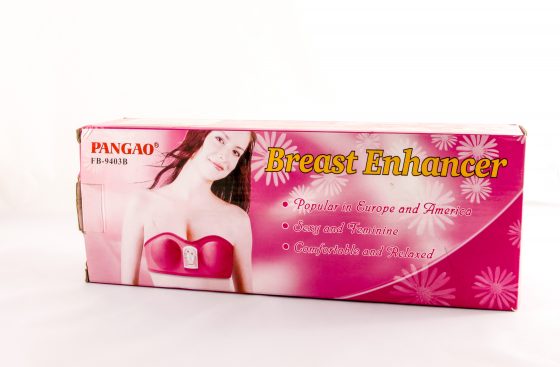 PANGAO®
FB-9403B
Breast Enhancer
• Popular in Europe and America
• Sexy and Feminine
• Comfortable and Relaxed